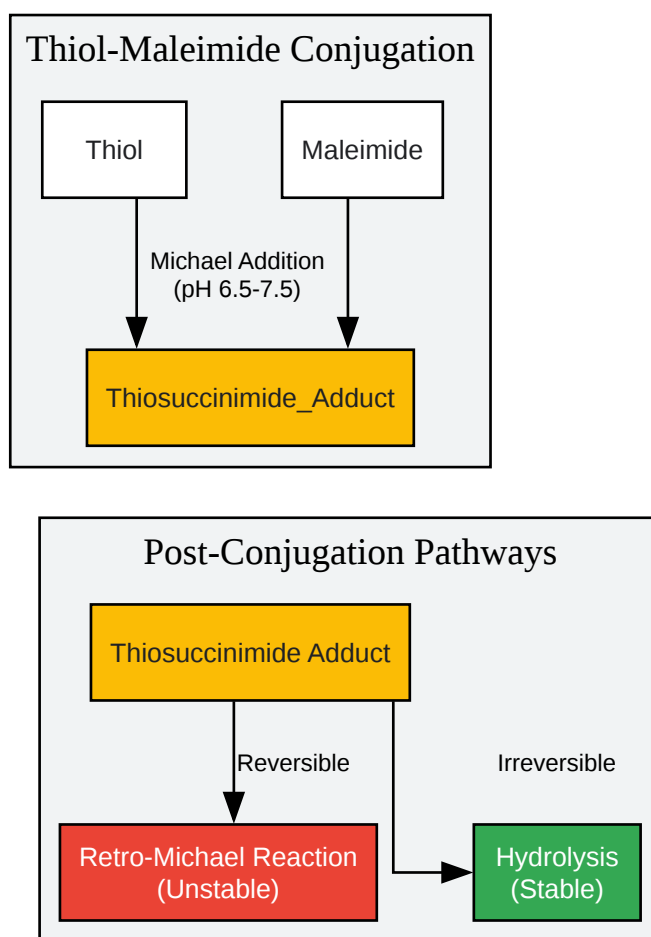 Thiol-Maleimide Conjugation
Thiol
Maleimide
Michael Addition
(pH 6.5-7.5)
Thiosuccinimide_Adduct
Post-Conjugation Pathways
Thiosuccinimide Adduct
Reversible
Irreversible
Retro-Michael Reaction
(Unstable)
Hydrolysis
(Stable)